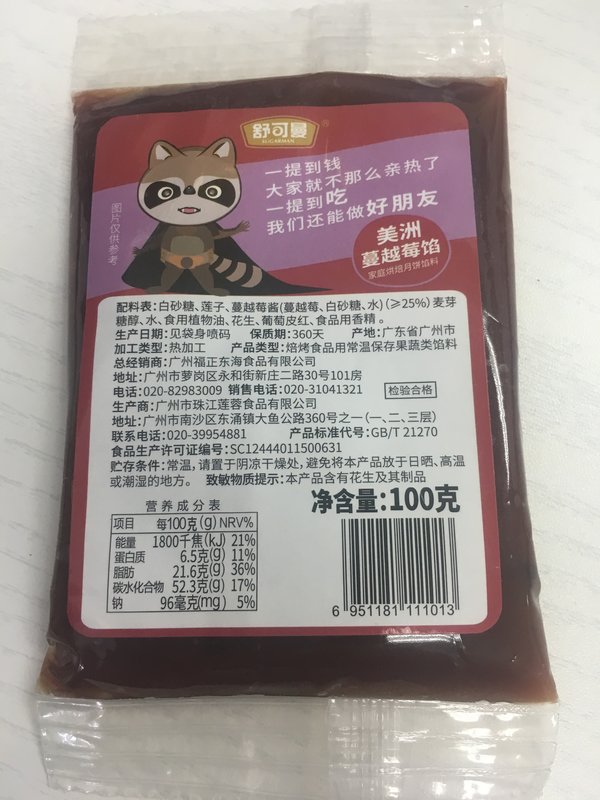 舒可曼®
SUGARMAN
一提到钱
大家就不那么亲热了
一提到吃
我们还能做好朋友
图片仅供参考
美洲
蔓越莓馅
家庭烘焙月饼馅料
配料表:白砂糖、莲子、蔓越莓酱(蔓越莓、白砂糖、水)(≥25%)麦芽
糖醇、水、食用植物油、花生、葡萄皮红、食品用香精。
生产日期:见袋身喷码 保质期:360天 产地:广东省广州市
加工类型:热加工 产品类型:焙烤食品用常温保存果蔬类馅料
总经销商:广州福正东海食品有限公司
地址:广州市萝岗区永和街新庄二路30号101房
电话:020-82983009 销售电话:020-31041321 检验合格
生产商:广州市珠江莲蓉食品有限公司
地址:广州市南沙区东涌镇大鱼公路360号之一(一、二、三层)
联系电话:020-39954881 产品标准代号:GB/T 21270
食品生产许可证编号:SC12444011500631
贮存条件:常温,请置于阴凉干燥处,避免将本产品放于日晒、高温
或潮湿的地方。 致敏物质提示:本产品含有花生及其制品
净含量:100克
营养成分表
项目 每100克(g) NRV%
能量 1800千焦(kJ) 21%
蛋白质 6.5克(g) 11%
脂肪 21.6克(g) 36%
碳水化合物 52.3克(g) 17%
钠 96毫克(mg) 5%
6 951181 111013